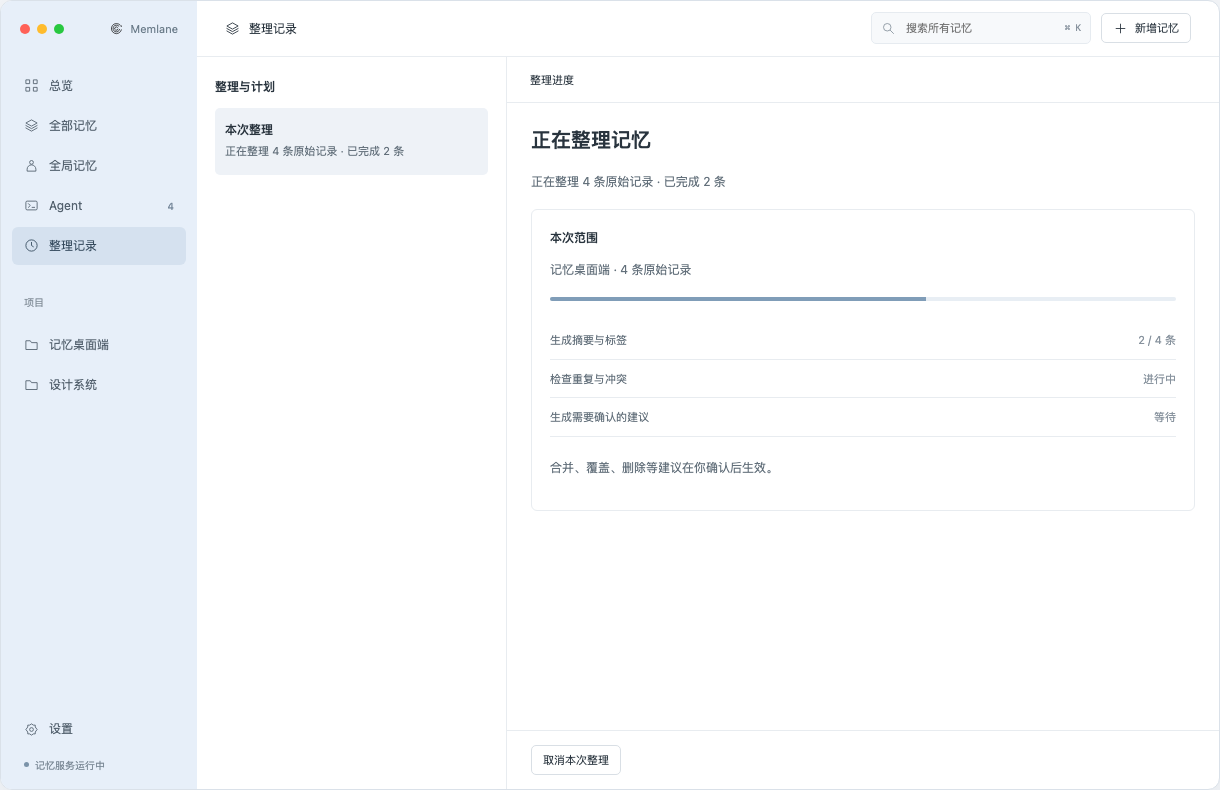 Memlane
总览
全部记忆
全局记忆
Agent 4
整理记录
项目
记忆桌面端
设计系统
设置
记忆服务运行中
整理记录
搜索所有记忆 ⌘ K
新增记忆
整理与计划
本次整理
正在整理 4 条原始记录 · 已完成 2 条
整理进度
正在整理记忆
正在整理 4 条原始记录 · 已完成 2 条
本次范围
记忆桌面端 · 4 条原始记录
生成摘要与标签 2 / 4 条
检查重复与冲突 进行中
生成需要确认的建议 等待
合并、覆盖、删除等建议在你确认后生效。
取消本次整理